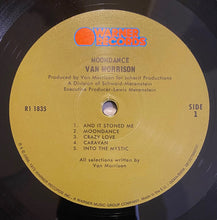 WARNER
RECORDS
MOONDANCE
VAN MORRISON
Produced by Van Morrison for Inherit Productions
A Division of Schwaid-Merenstein
Executive Producer-Lewis Merenstein
R1 1835
SIDE
1
1. AND IT STONED ME
2. MOONDANCE
3. CRAZY LOVE
4. CARAVAN
5. INTO THE MYSTIC
All selections written by
Van Morrison